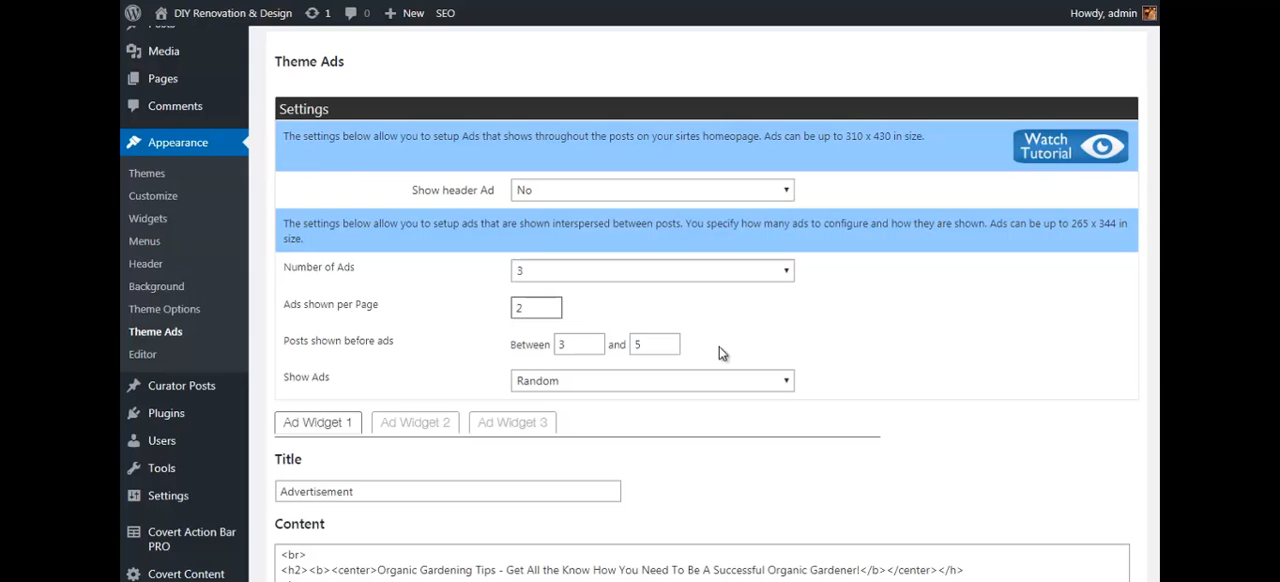 DIY Renovation & Design 1 0 New SEO Howdy, admin
Media
Pages
Comments
Appearance
Themes
Customize
Widgets
Menus
Header
Background
Theme Options
Theme Ads
Editor
Curator Posts
Plugins
Users
Tools
Settings
Covert Action Bar
PRO
Covert Content
Theme Ads
Settings
The settings below allow you to setup Ads that shows throughout the posts on your sirtes homeopage. Ads can be up to 310 x 430 in size.
Watch
Tutorial
Show header Ad No
The settings below allow you to setup ads that are shown interspersed between posts. You specify how many ads to configure and how they are shown. Ads can be up to 265 x 344 in
size.
Number of Ads 3
Ads shown per Page 2
Posts shown before ads Between 3 and 5
Show Ads Random
Ad Widget 1 Ad Widget 2 Ad Widget 3
Title
Advertisement
Content
<br>
<h2><b><center>Organic Gardening Tips - Get All the Know How You Need To Be A Successful Organic Gardener!</b></center></h>